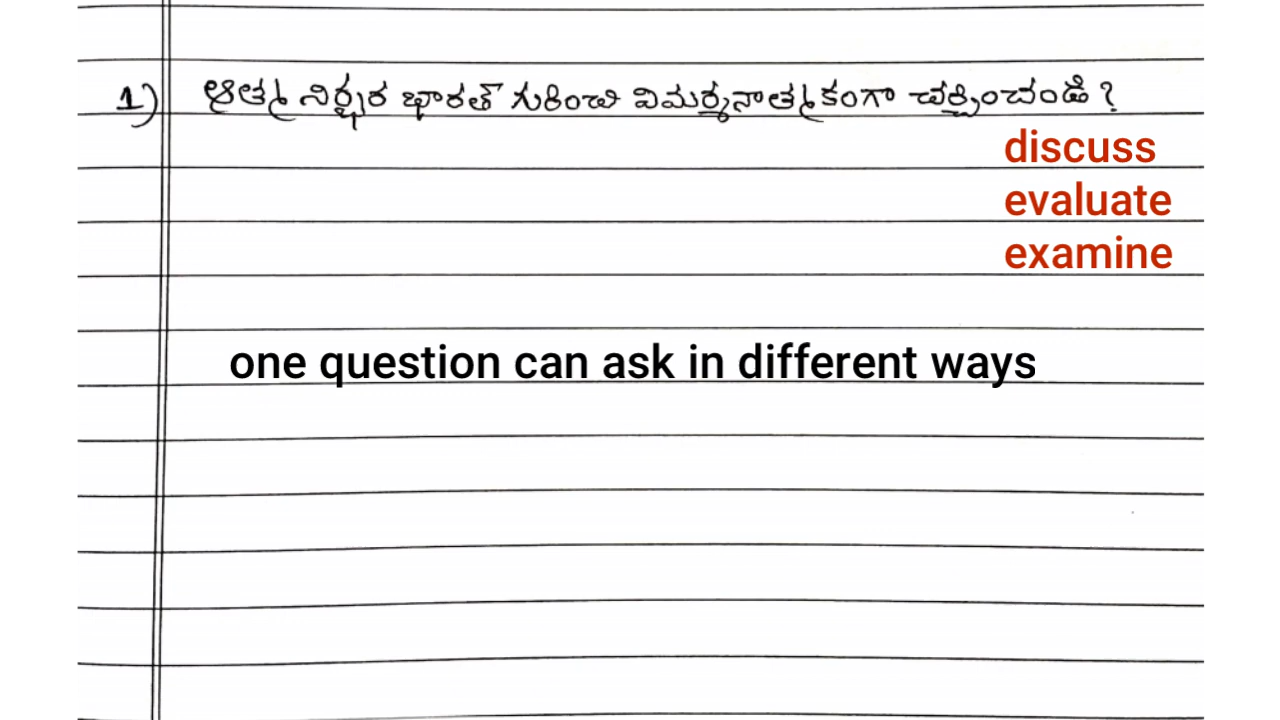 1) ఆత్మ నిర్భర భారత్ గురించి విమర్శనాత్మకంగా చర్చించండి ?
discuss
evaluate
examine
one question can ask in different ways